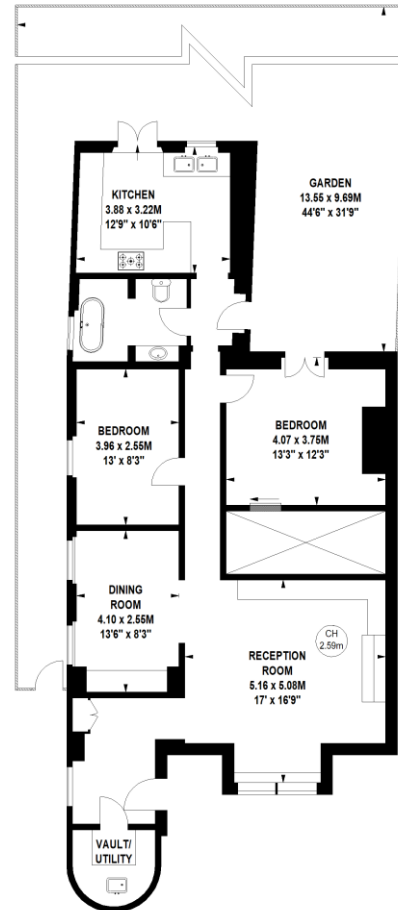 KITCHEN
3.88 x 3.22M
12'9" x 10'6"
GARDEN
13.55 x 9.69M
44'6" x 31'9"
BEDROOM
3.96 x 2.55M
13' x 8'3"
BEDROOM
4.07 x 3.75M
13'3" x 12'3"
DINING
ROOM
4.10 x 2.55M
13'6" x 8'3"
CH
2.59m
RECEPTION
ROOM
5.16 x 5.08M
17' x 16'9"
VAULT/
UTILITY